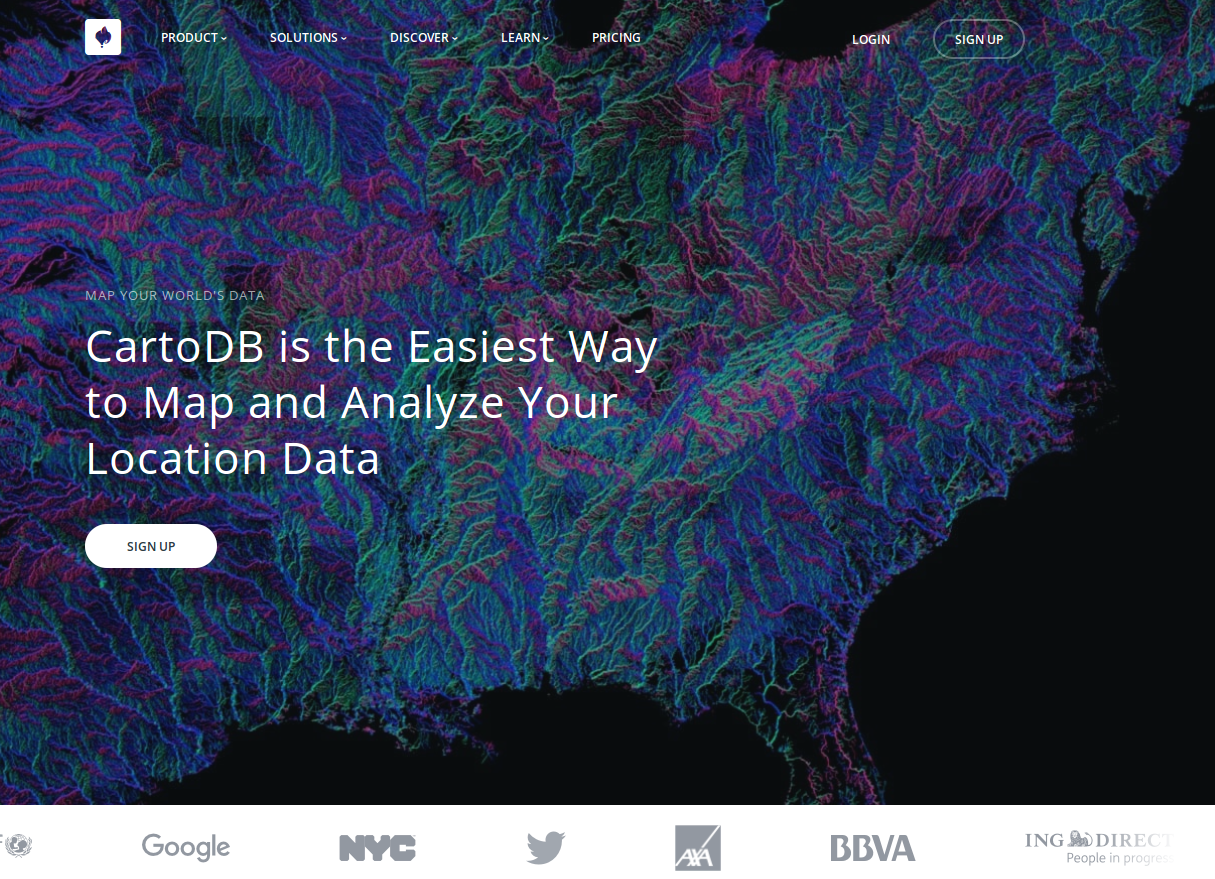 PRODUCT
SOLUTIONS
DISCOVER
LEARN
PRICING
LOGIN
SIGN UP
MAP YOUR WORLD'S DATA
CartoDB is the Easiest Way
to Map and Analyze Your
Location Data
SIGN UP
Google
NYC
AXA
BBVA
ING DIRECT
People in progress